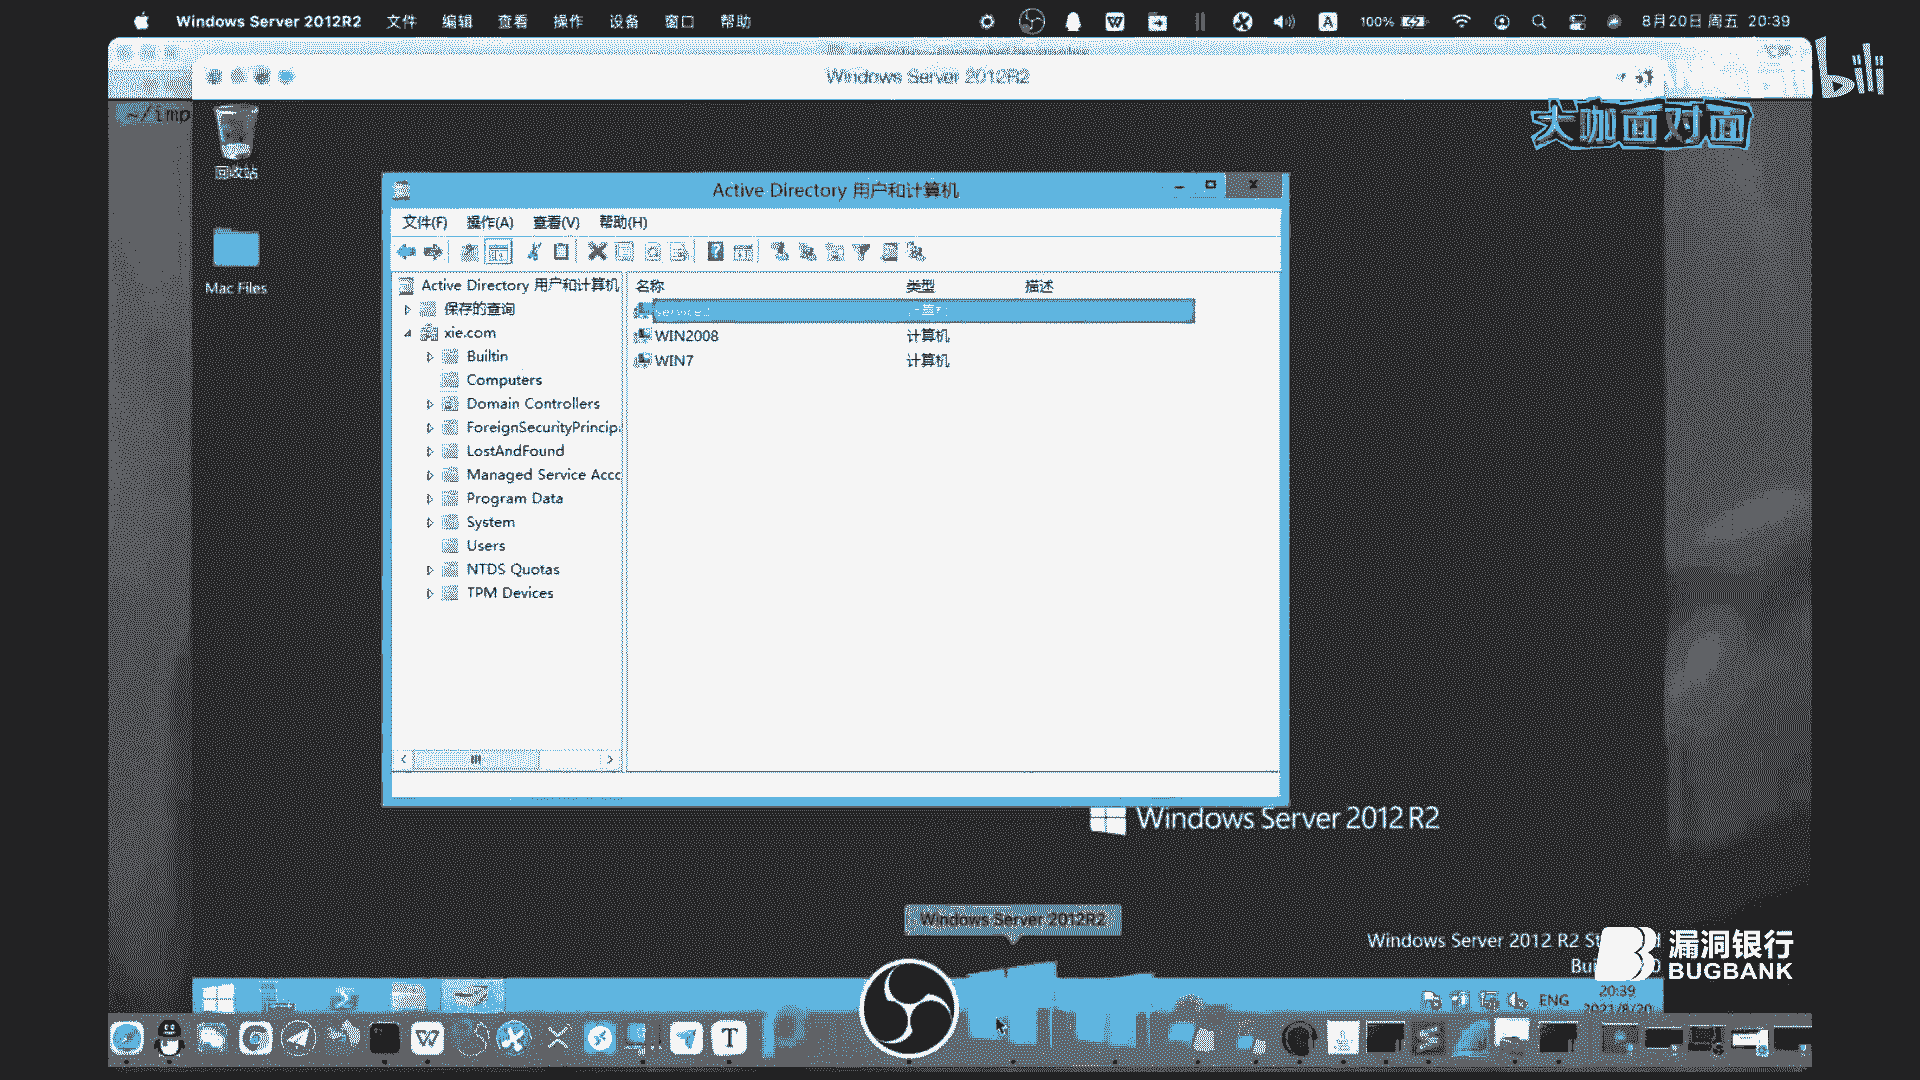 Windows Server 2012R2 文件 编辑 查看 操作 设备 窗口 帮助 100% 8月20日 周五 20:39
Windows Server 2012R2
bili
~/imp
大咖面对面
回收站
Mac Files
Active Directory 用户和计算机
文件(F) 操作(A) 查看(V) 帮助(H)
Active Directory 用户和计算机
名称 类型 描述
保存的查询
xie.com
WIN2008 计算机
Builtin
WIN7 计算机
Computers
Domain Controllers
ForeignSecurityPrincip
LostAndFound
Managed Service Acc
Program Data
System
Users
NTDS Quotas
TPM Devices
Windows Server 2012 R2
Windows Server 2012R2
Windows Server 2012 R2
漏洞银行
BUGBANK
ENG
20:39
2021/8/20